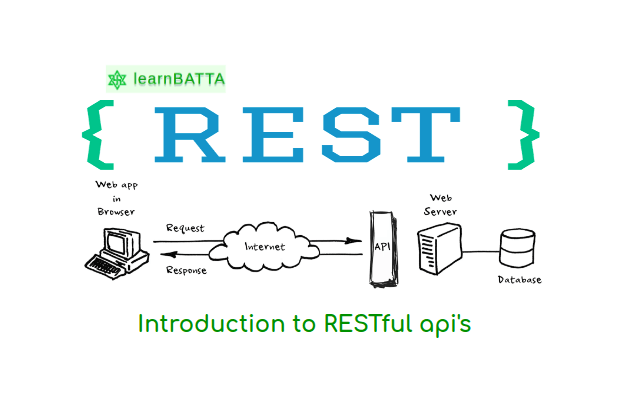 learnBATTA
{ REST }
Web app
in
Browser
Request
Internet
Response
API
Web
Server
Database
Introduction to RESTful api's